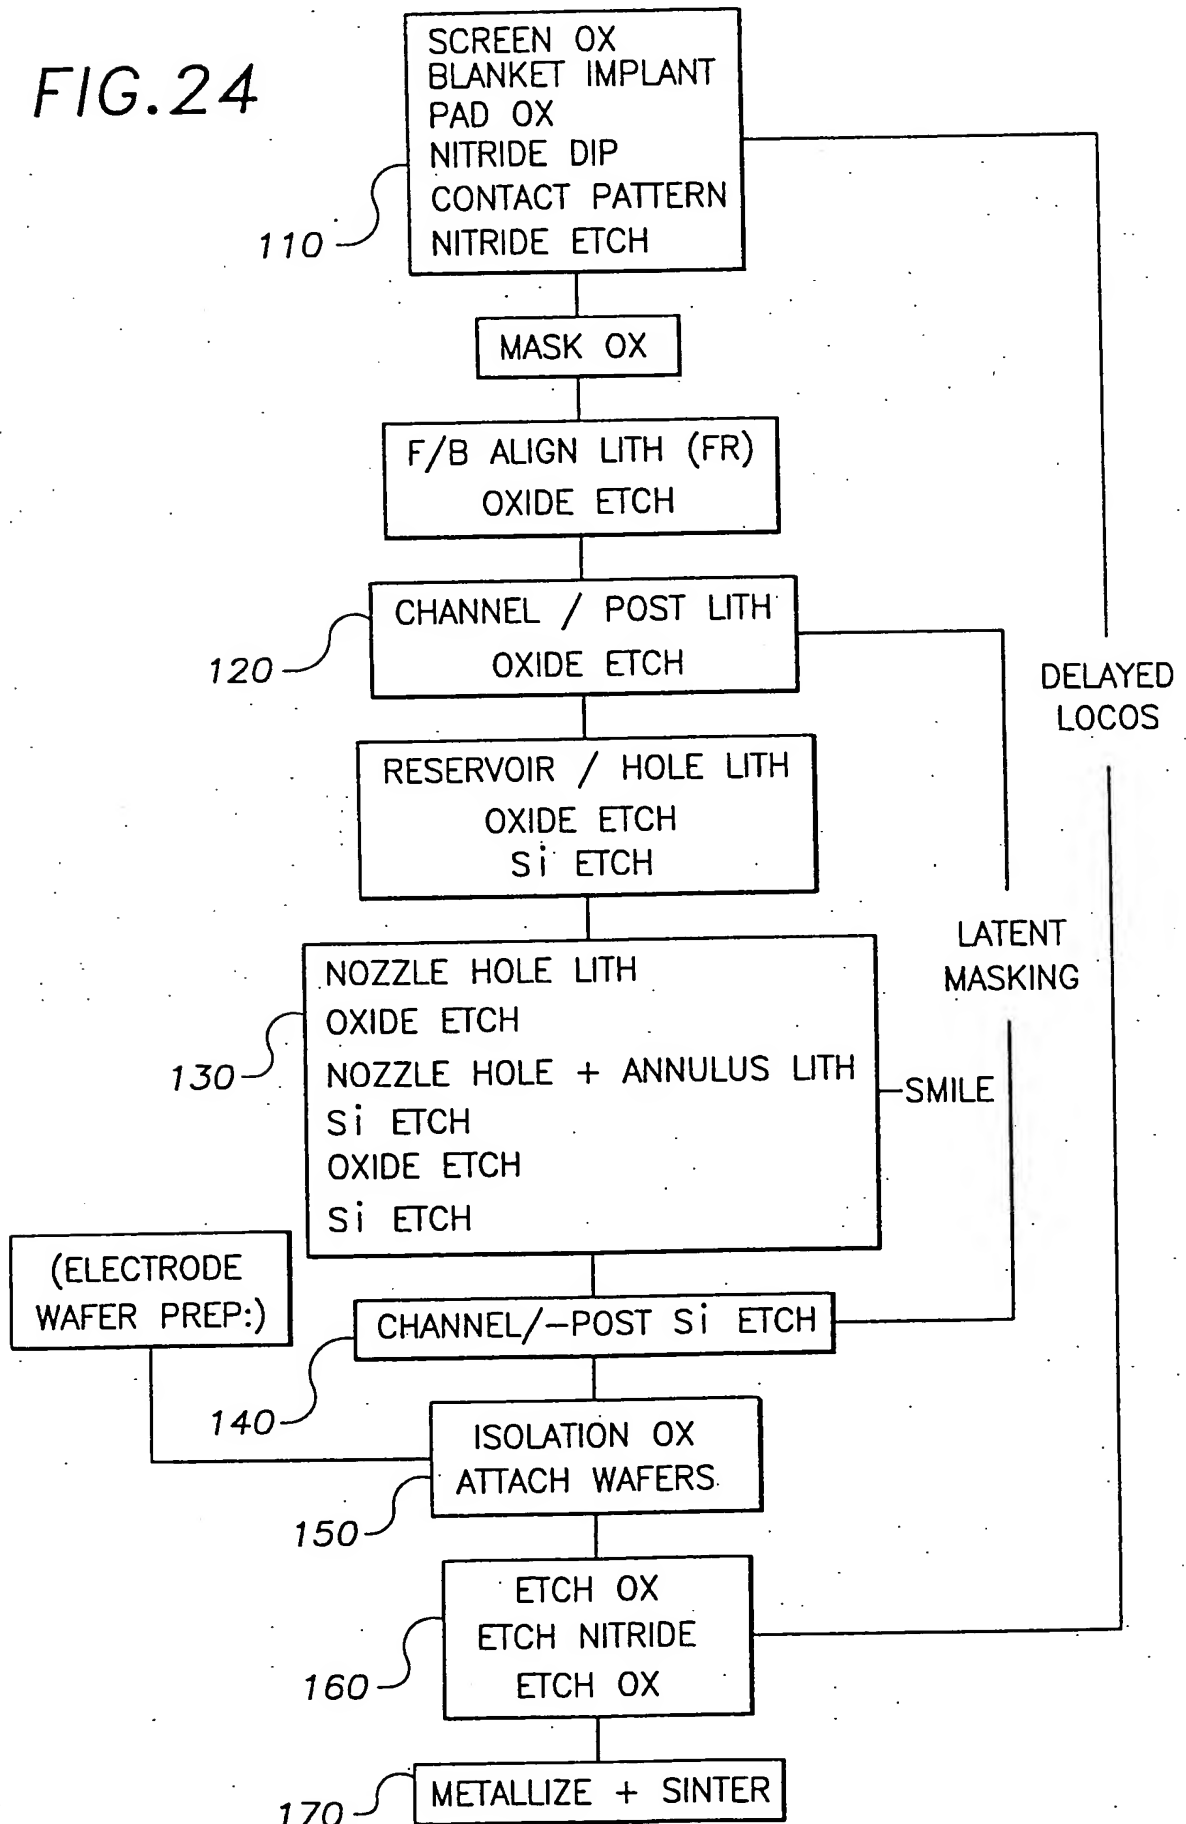 FIG.24
SCREEN OX
BLANKET IMPLANT
PAD OX
NITRIDE DIP
CONTACT PATTERN
NITRIDE ETCH
110
MASK OX
F/B ALIGN LITH (FR)
OXIDE ETCH
CHANNEL / POST LITH
OXIDE ETCH
120
DELAYED
LOCOS
RESERVOIR / HOLE LITH
OXIDE ETCH
Si ETCH
LATENT
MASKING
NOZZLE HOLE LITH
OXIDE ETCH
NOZZLE HOLE + ANNULUS LITH
Si ETCH
OXIDE ETCH
Si ETCH
130
SMILE
(ELECTRODE
WAFER PREP:)
CHANNEL/-POST Si ETCH
140
ISOLATION OX
ATTACH WAFERS
150
ETCH OX
ETCH NITRIDE
ETCH OX
160
METALLIZE + SINTER
170